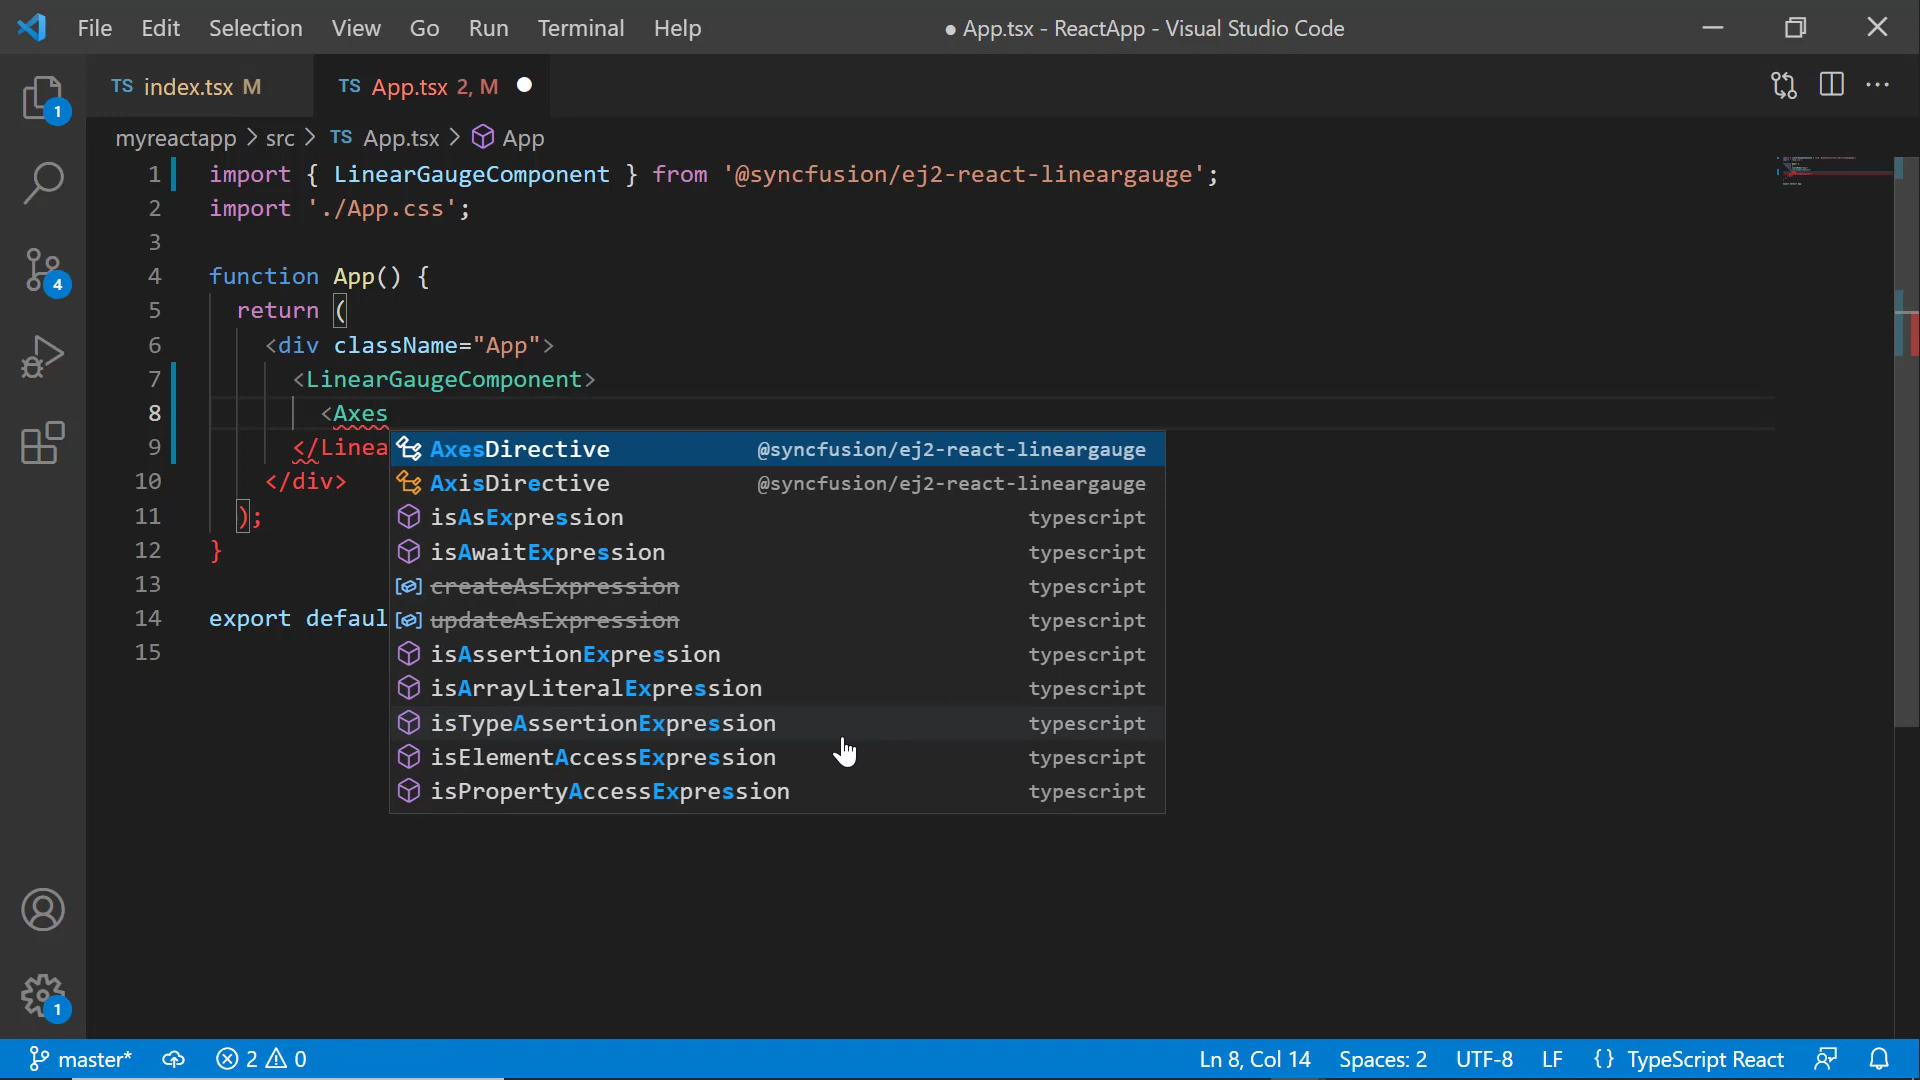 File Edit Selection View Go Run Terminal Help ● App.tsx - ReactApp - Visual Studio Code
TS index.tsx M TS App.tsx 2, M
myreactapp > src > TS App.tsx > App
1 import { LinearGaugeComponent } from '@syncfusion/ej2-react-lineargauge';
2 import './App.css';
3
4 function App() {
5 return (
6 <div className="App">
7 <LinearGaugeComponent>
8 <Axes
9 </Linea
10 </div>
11 );
12 }
13
14 export defaul
15
AxesDirective @syncfusion/ej2-react-lineargauge
AxisDirective @syncfusion/ej2-react-lineargauge
isAsExpression typescript
isAwaitExpression typescript
createAsExpression typescript
updateAsExpression typescript
isAssertionExpression typescript
isArrayLiteralExpression typescript
isTypeAssertionExpression typescript
isElementAccessExpression typescript
isPropertyAccessExpression typescript
1
4
1
master* 2 0 Ln 8, Col 14 Spaces: 2 UTF-8 LF {} TypeScript React